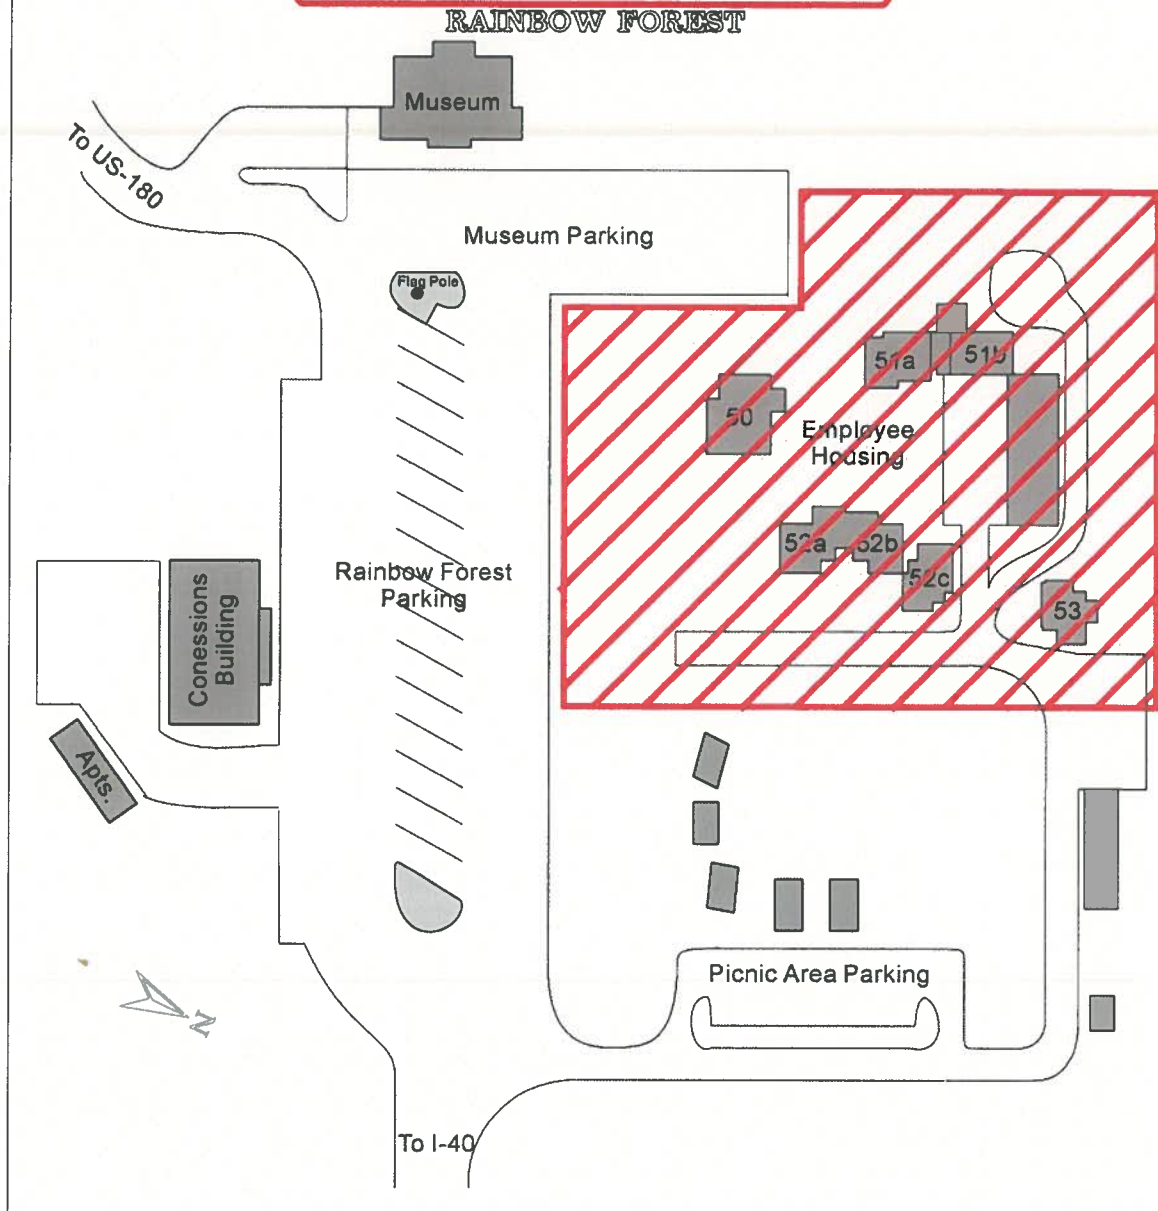 RAINBOW FOREST
Museum
To US-180
Museum Parking
Flag Pole
51a
51b
50
Employee
Housing
52a
52b
52c
53
Rainbow Forest
Parking
Conessions
Building
Apts.
Picnic Area Parking
N
To I-40